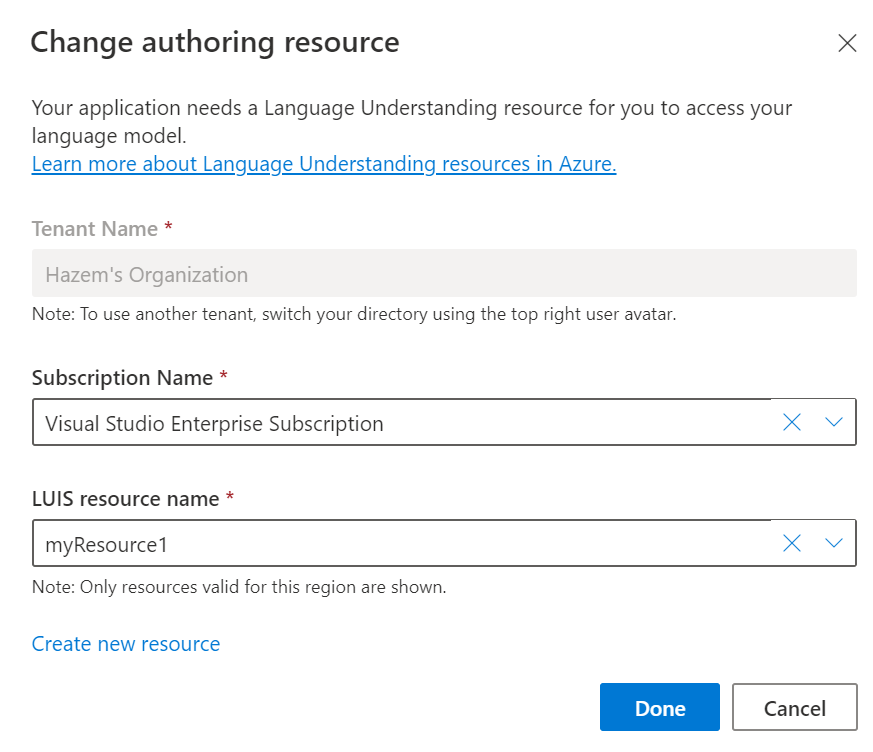 Change authoring resource
Your application needs a Language Understanding resource for you to access your
language model.
Learn more about Language Understanding resources in Azure.
Tenant Name *
Hazem's Organization
Note: To use another tenant, switch your directory using the top right user avatar.
Subscription Name *
Visual Studio Enterprise Subscription
LUIS resource name *
myResource1
Note: Only resources valid for this region are shown.
Create new resource
Done Cancel